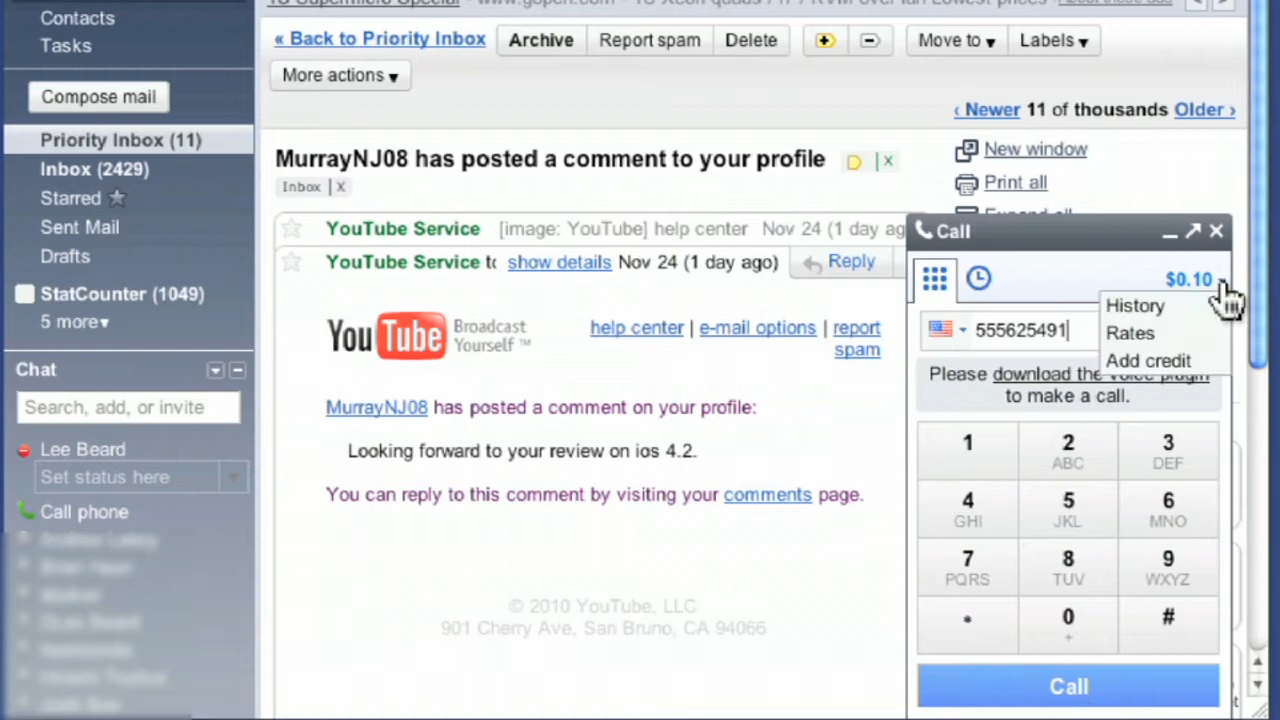 Contacts
Tasks
Compose mail
Priority Inbox (11)
Inbox (2429)
Starred
Sent Mail
Drafts
StatCounter (1049)
5 more▾
Chat
Search, add, or invite
Lee Beard
Set status here
Call phone
« Back to Priority Inbox Archive Report spam Delete Move to ▾ Labels ▾
More actions ▾
‹ Newer 11 of thousands Older ›
MurrayNJ08 has posted a comment to your profile | X
Inbox | X
New window
Print all
Expand all
YouTube Service [image: YouTube] help center Nov 24 (1 day ag
YouTube Service to show details Nov 24 (1 day ago) Reply
YouTube Broadcast Yourself ™
help center | e-mail options | report spam
MurrayNJ08 has posted a comment on your profile:
Looking forward to your review on ios 4.2.
You can reply to this comment by visiting your comments page.
© 2010 YouTube, LLC
901 Cherry Ave, San Bruno, CA 94066
Call
$0.10
History
Rates
Add credit
555625491
Please download the voice plugin
to make a call.
1 2 ABC 3 DEF
4 GHI 5 JKL 6 MNO
7 PQRS 8 TUV 9 WXYZ
* 0 + #
Call